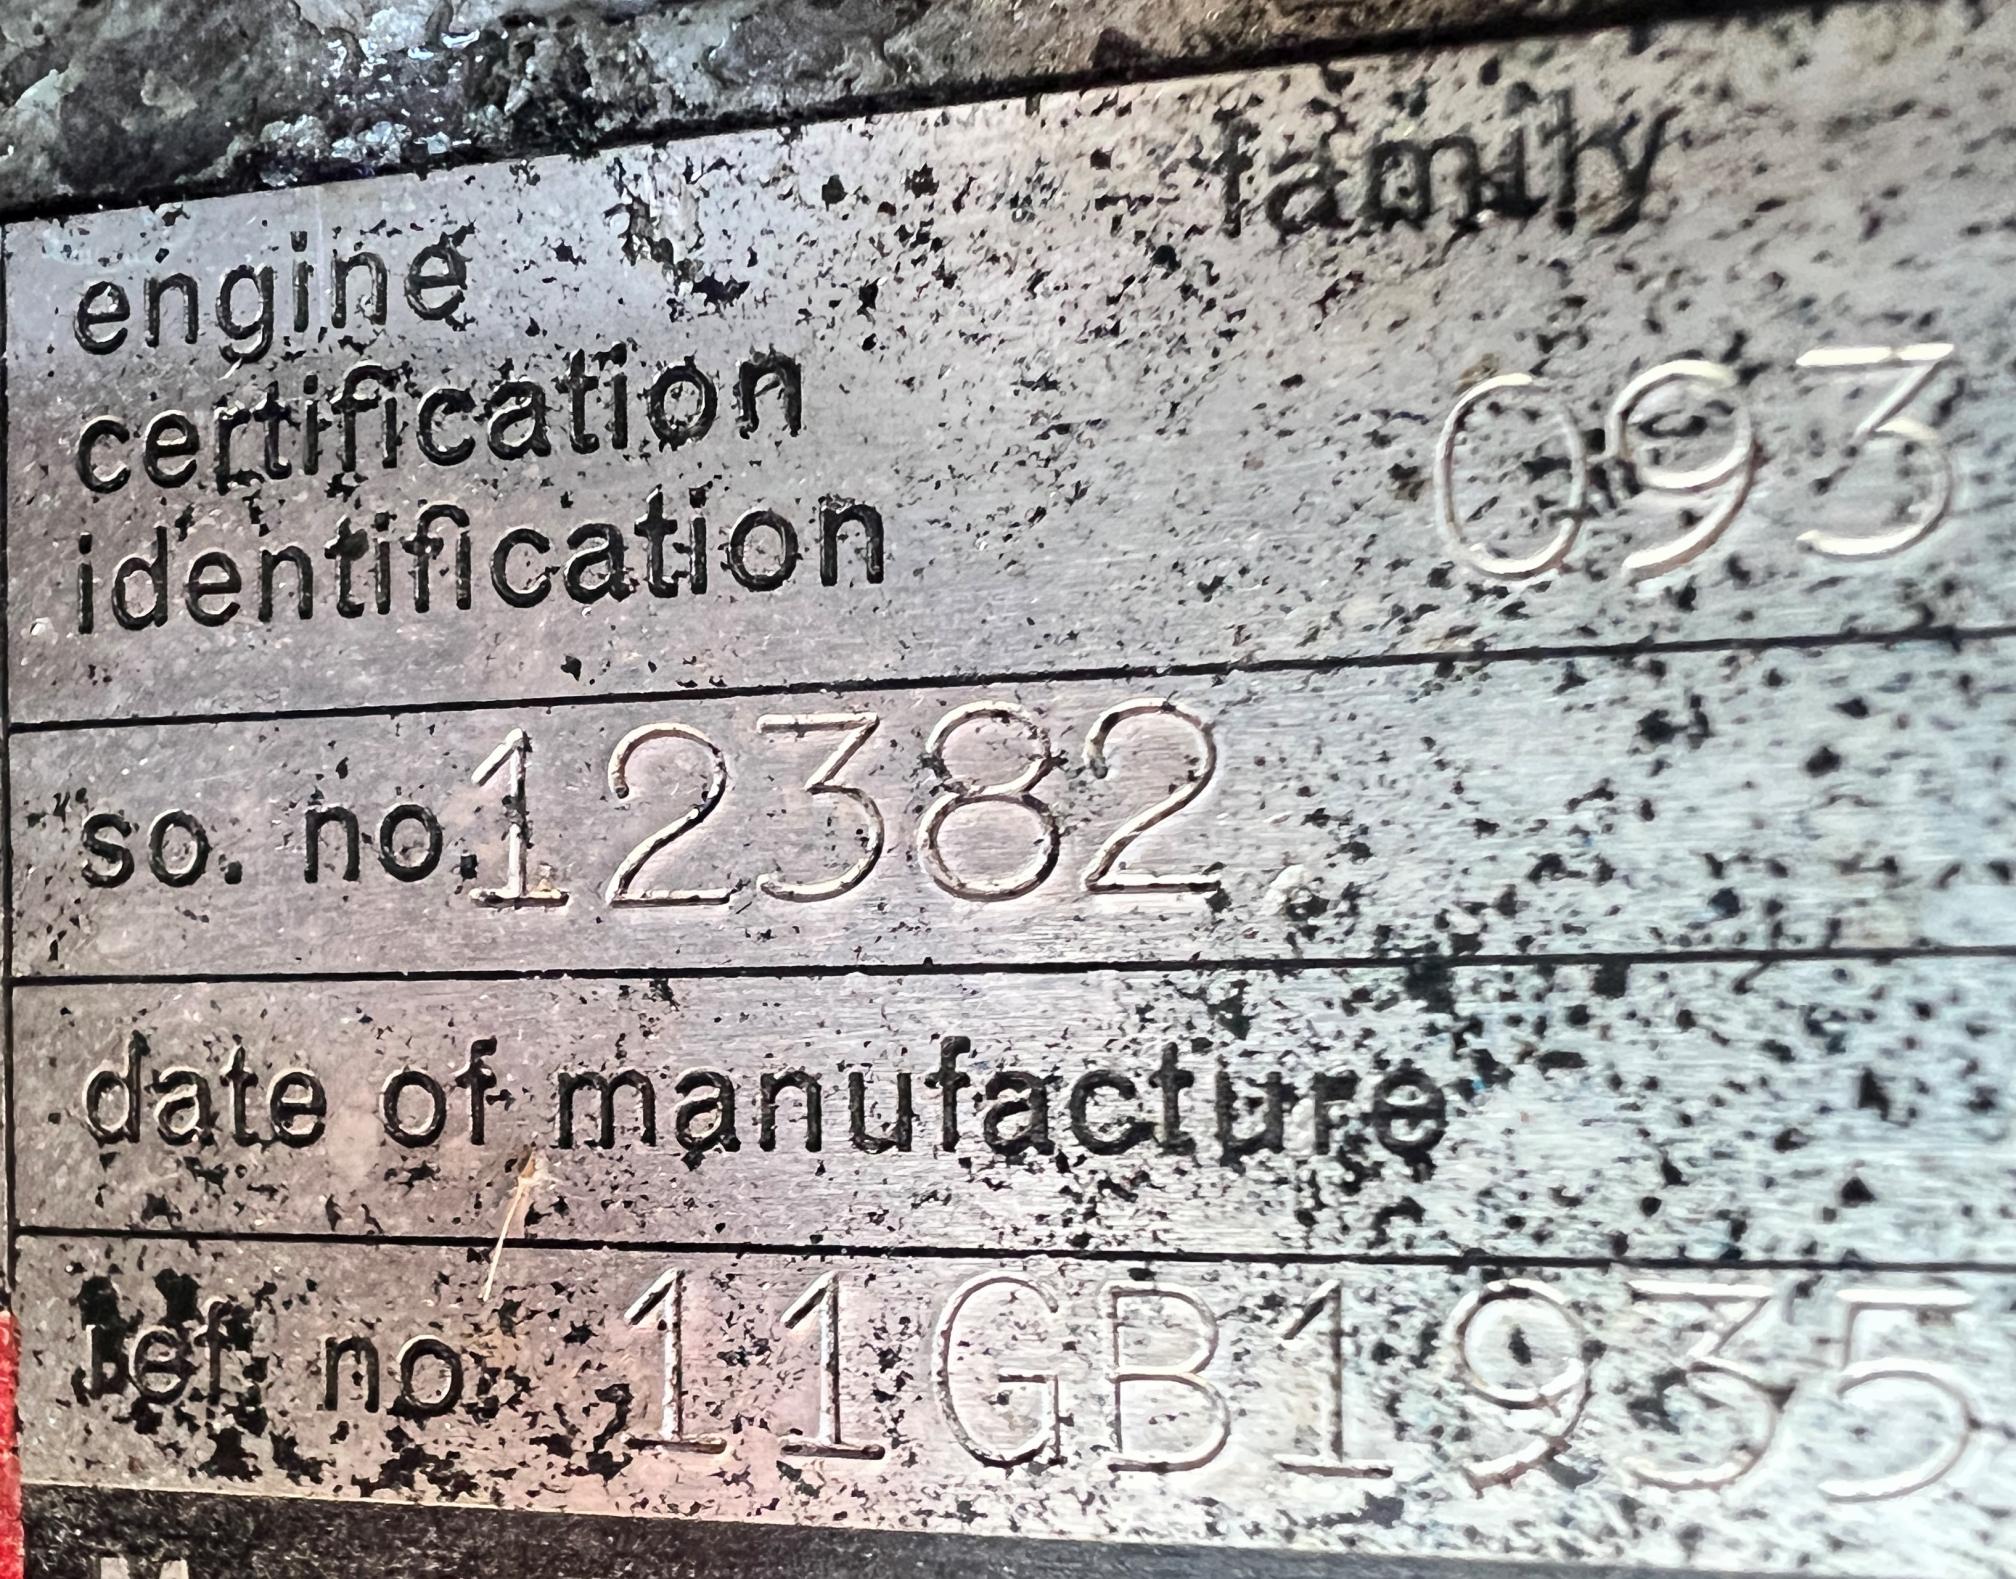 family
engine
certification
identification 093
so. no. 12382
date of manufacture
ref. no. 11GB1935